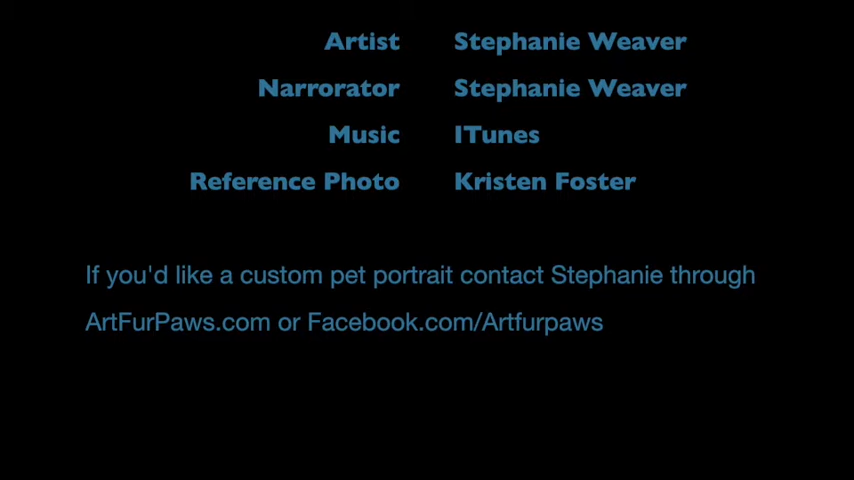 Artist Stephanie Weaver
Narrorator Stephanie Weaver
Music ITunes
Reference Photo Kristen Foster
If you'd like a custom pet portrait contact Stephanie through
ArtFurPaws.com or Facebook.com/Artfurpaws